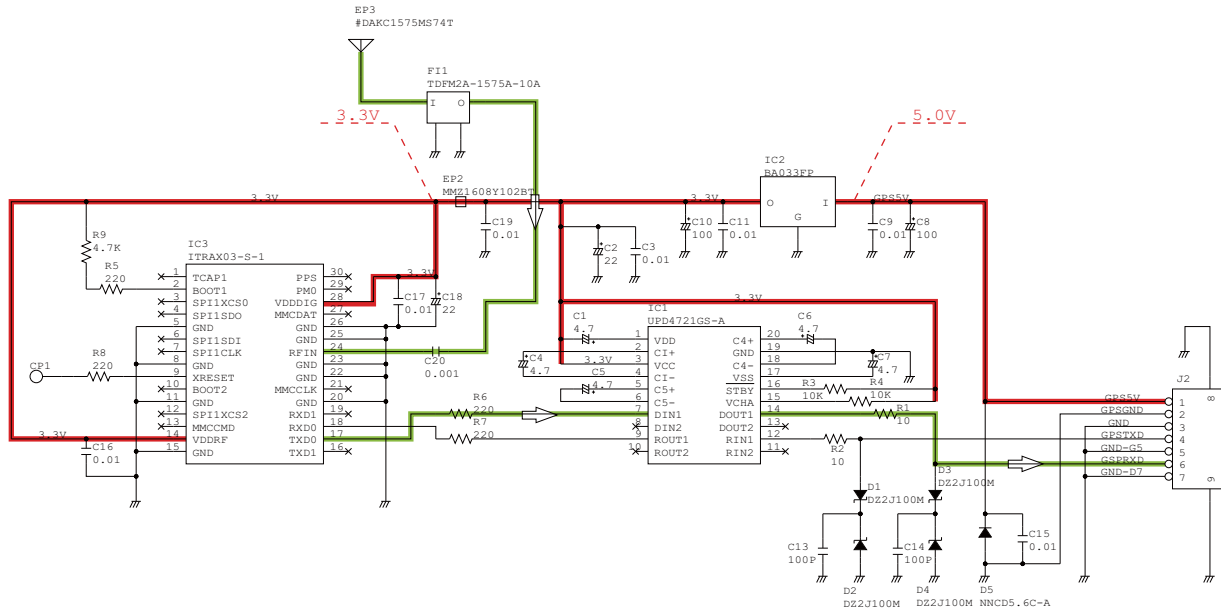 EP3
#DAKC1575MS74T
FI1
TDFM2A-1575A-10A
I O
3.3V
5.0V
IC2
BA033FP
O I
G
EP2
MMZ1608Y102BT
3.3V
3.3V
GPS5V
C19
0.01
C10
100
C11
0.01
C9
0.01
C8
100
C2
22
C3
0.01
R9
4.7K
R5
220
IC3
ITRAX03-S-1
1 TCAP1
2 BOOT1
3 SPI1XCS0
4 SPI1SDO
5 GND
6 SPI1SDI
7 SPI1CLK
8 GND
9 XRESET
10 BOOT2
11 GND
12 SPI1XCS2
13 MMCCMD
14 VDDRF
15 GND
PPS 30
PM0 29
VDDDIG 28
MMCDAT 27
GND 26
GND 25
RFIN 24
GND 23
GND 22
MMCCLK 21
GND 20
RXD1 19
RXD0 18
TXD0 17
TXD1 16
3.3V
C17
0.01
C18
22
C20
0.001
CP1
R8
220
3.3V
C16
0.01
R6
220
R7
220
3.3V
IC1
UPD4721GS-A
C1
4.7
C4
4.7
3.3V
C5
4.7
C6
4.7
C7
4.7
1 VDD
2 CI+
3 VCC
4 CI-
5 C5+
6 C5-
7 DIN1
8 DIN2
9 ROUT1
10 ROUT2
C4+ 20
GND 19
C4- 18
VSS 17
STBY 16
VCHA 15
DOUT1 14
DOUT2 13
RIN1 12
RIN2 11
R3
10K
R4
10K
R1
10
R2
10
D1
DZ2J100M
D3
DZ2J100M
C13
100P
C14
100P
C15
0.01
D2
DZ2J100M
D4
DZ2J100M
D5
NNCD5.6C-A
J2
GPS5V 1
GPSGND 2
GND 3
GPSTXD 4
GND-G5 5
GSPRXD 6
GND-D7 7
8
9